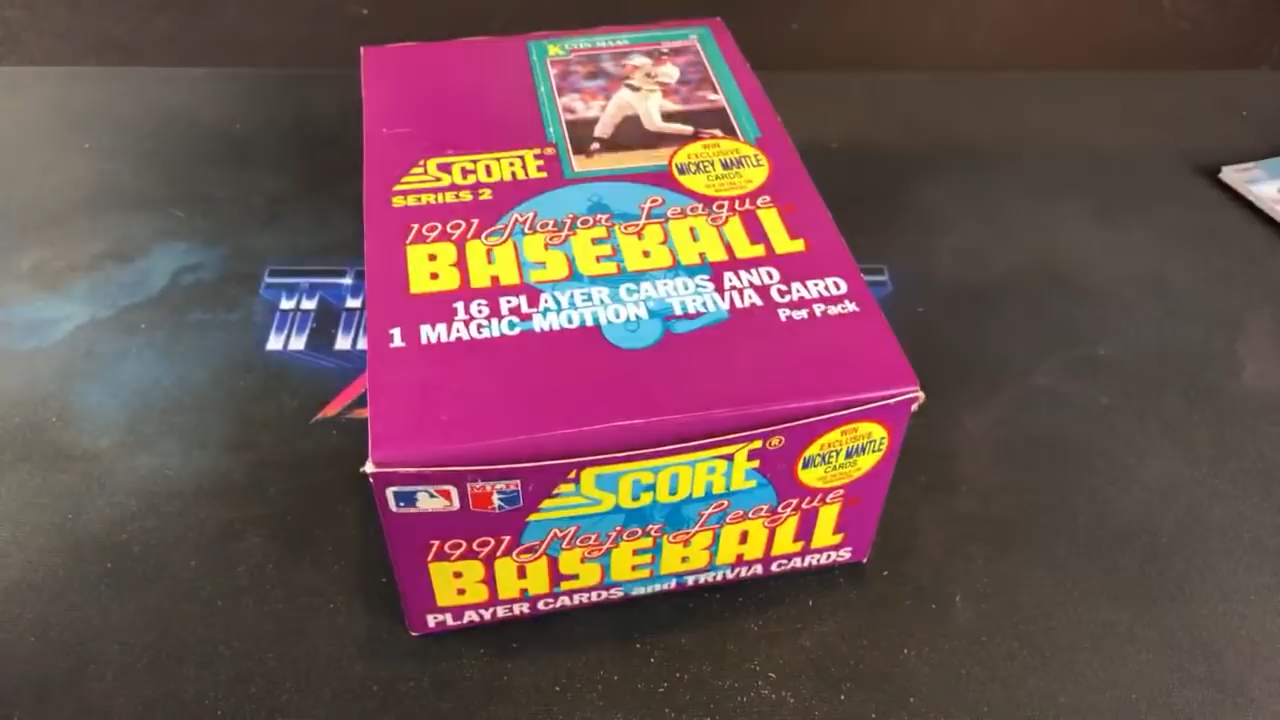 KEVIN MAAS
SCORE®
SERIES 2
WIN
EXCLUSIVE
MICKEY MANTLE
CARDS
1991 Major League
BASEBALL
16 PLAYER CARDS AND
1 MAGIC MOTION® TRIVIA CARD
Per Pack
SCORE®
WIN
EXCLUSIVE
MICKEY MANTLE
CARDS
1991 Major League
BASEBALL
PLAYER CARDS and TRIVIA CARDS